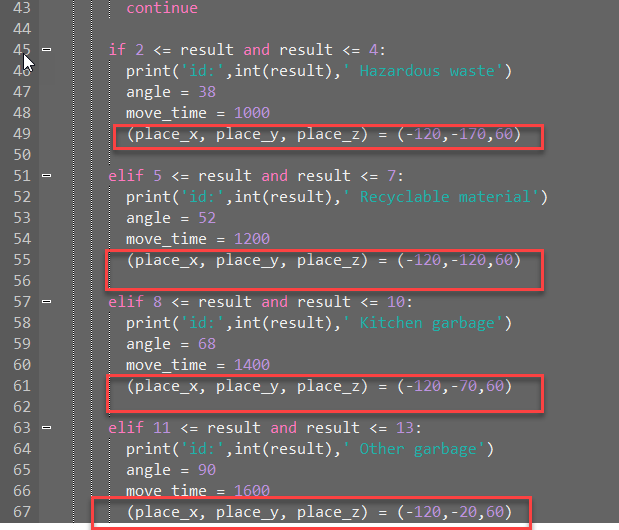 43 continue
44
45 if 2 <= result and result <= 4:
46 print('id:',int(result),' Hazardous waste')
47 angle = 38
48 move_time = 1000
49 (place_x, place_y, place_z) = (-120,-170,60)
50
51 elif 5 <= result and result <= 7:
52 print('id:',int(result),' Recyclable material')
53 angle = 52
54 move_time = 1200
55 (place_x, place_y, place_z) = (-120,-120,60)
56
57 elif 8 <= result and result <= 10:
58 print('id:',int(result),' Kitchen garbage')
59 angle = 68
60 move_time = 1400
61 (place_x, place_y, place_z) = (-120,-70,60)
62
63 elif 11 <= result and result <= 13:
64 print('id:',int(result),' Other garbage')
65 angle = 90
66 move_time = 1600
67 (place_x, place_y, place_z) = (-120,-20,60)